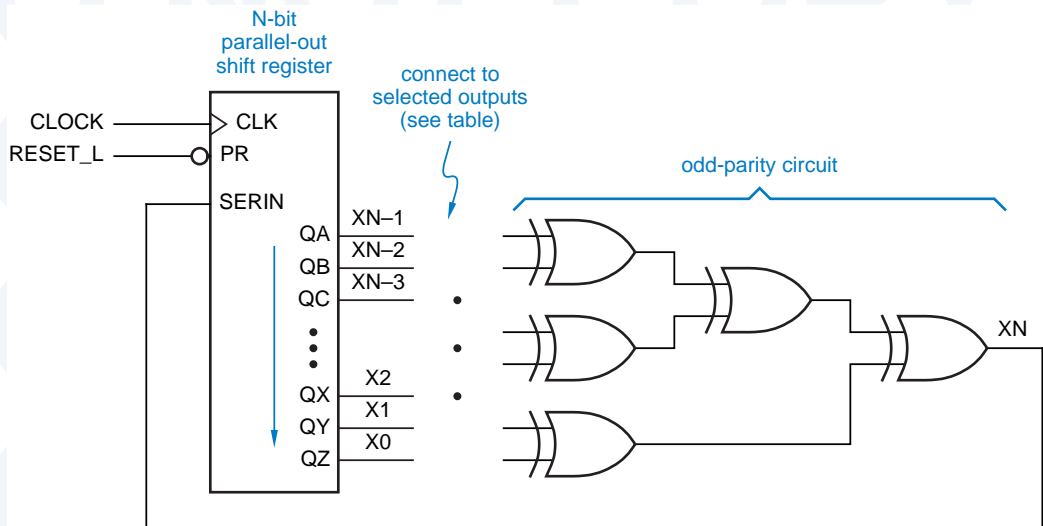 N-bit
parallel-out
shift register
connect to
selected outputs
(see table)
CLOCK
CLK
RESET_L
PR
odd-parity circuit
SERIN
QA
XN–1
QB
XN–2
QC
XN–3
XN
QX
X2
QY
X1
QZ
X0